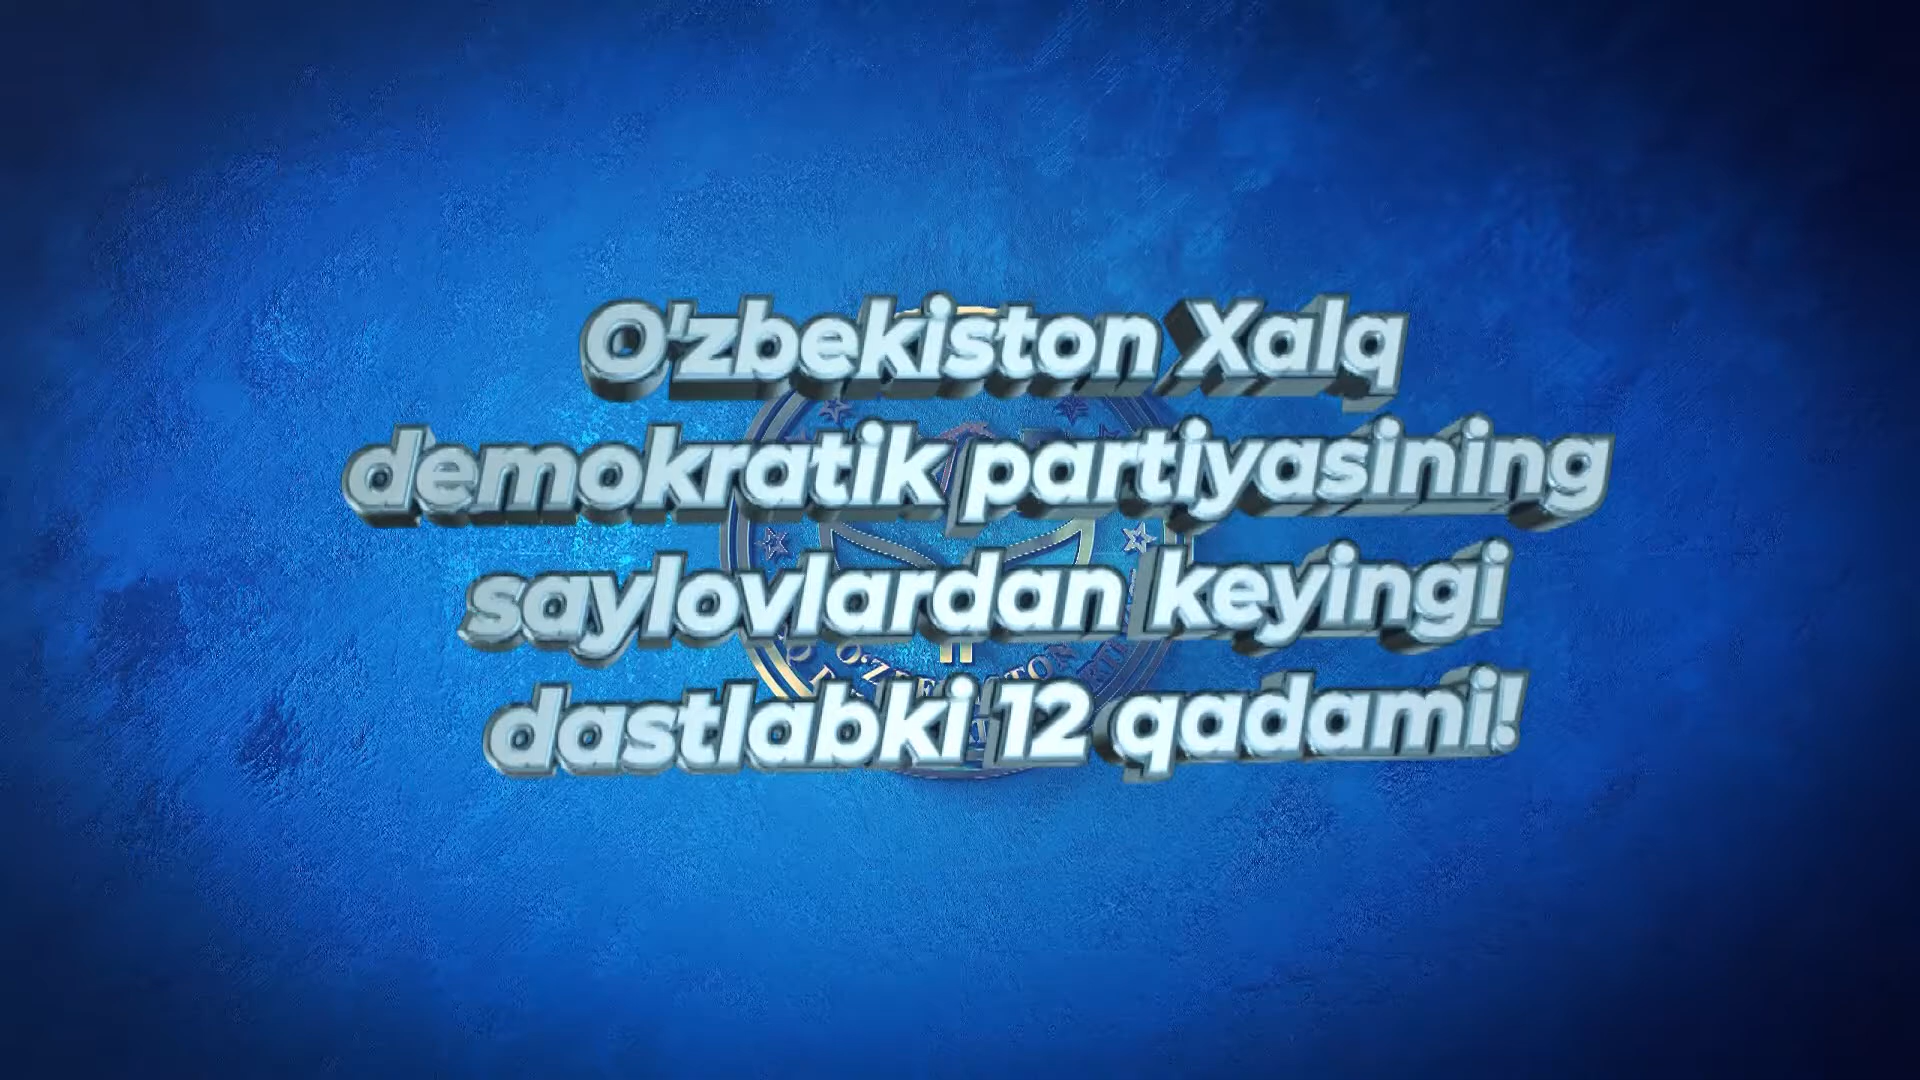 O'zbekiston Xalq
demokratik partiyasining
saylovlardan keyingi
dastlabki 12 qadami!